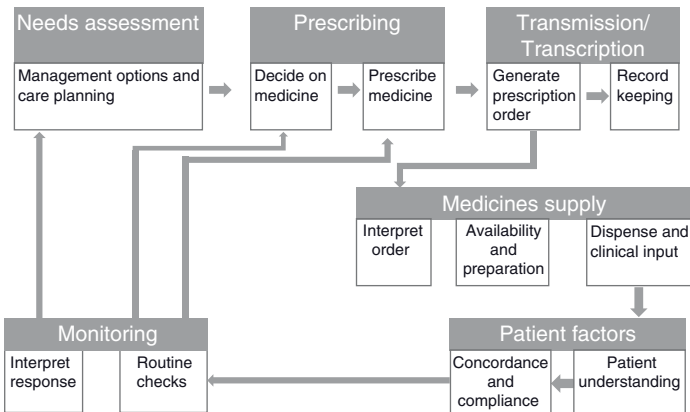 Needs assessment
Management options and
care planning
Prescribing
Decide on
medicine
Prescribe
medicine
Transmission/
Transcription
Generate
prescription
order
Record
keeping
Medicines supply
Interpret
order
Availability
and
preparation
Dispense and
clinical input
Monitoring
Interpret
response
Routine
checks
Patient factors
Concordance
and
compliance
Patient
understanding